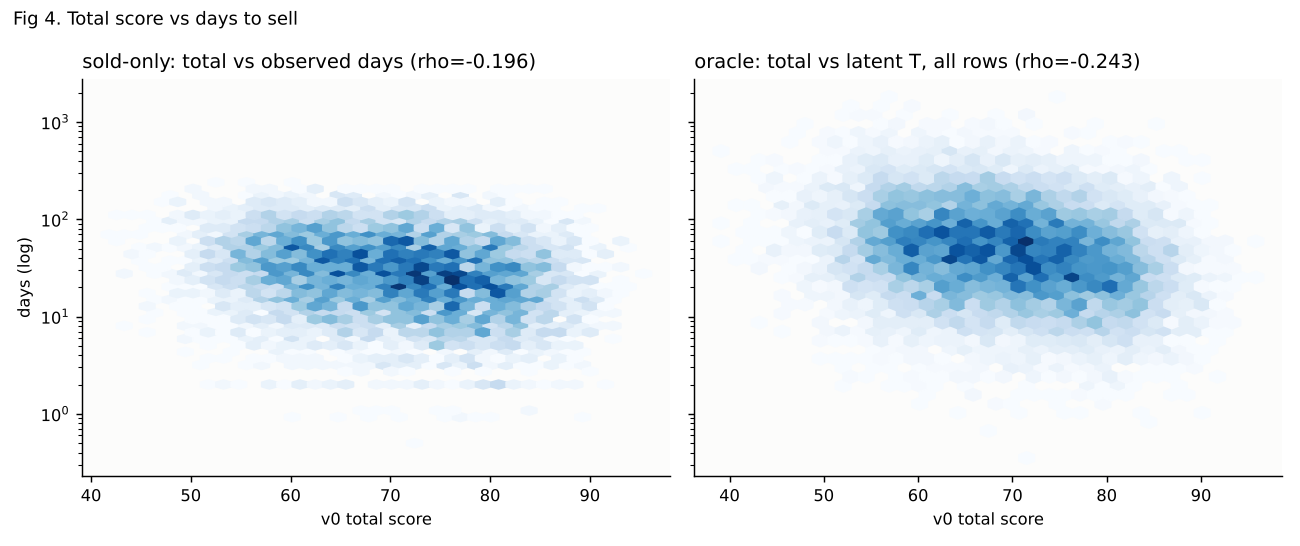 Fig 4. Total score vs days to sell
sold-only: total vs observed days (rho=-0.196)
oracle: total vs latent T, all rows (rho=-0.243)
days (log)
10³
10²
10¹
10⁰
40 50 60 70 80 90
40 50 60 70 80 90
v0 total score
v0 total score